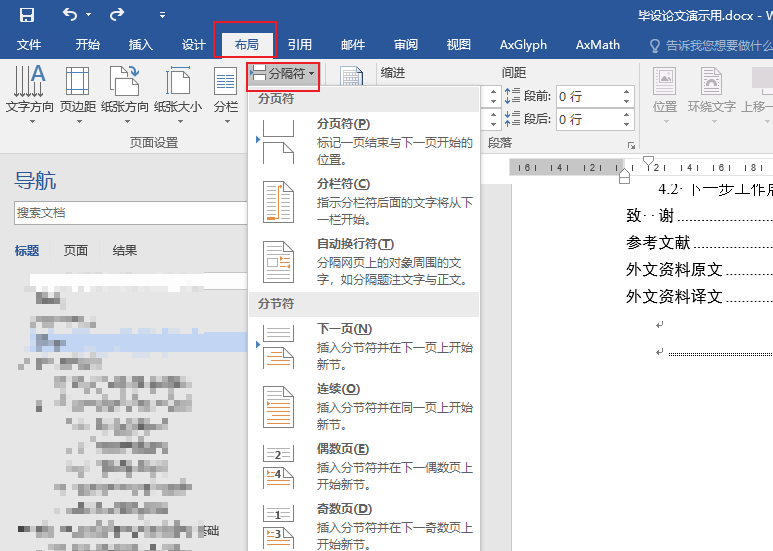 毕设论文演示用.docx - W
文件 开始 插入 设计 布局 引用 邮件 审阅 视图 AxGlyph AxMath 告诉我您想要做什么
文字方向 页边距 纸张方向 纸张大小 分栏 分隔符 缩进 间距
段前: 0 行
段后: 0 行
位置 环绕文字 上移一
页面设置 段落
分页符
分页符(P)
标记一页结束与下一页开始的
位置。
分栏符(C)
指示分栏符后面的文字将从下
一栏开始。
自动换行符(T)
分隔网页上的对象周围的文
字，如分隔题注文字与正文。
分节符
下一页(N)
插入分节符并在下一页上开始
新节。
连续(O)
插入分节符并在同一页上开始
新节。
偶数页(E)
2
4
插入分节符并在下一偶数页上
开始新节。
奇数页(D)
1
3
插入分节符并在下一奇数页上
开始新节。
导航
搜索文档
标题 页面 结果
基础
6 4 2 2 4 6 8
4.2 下一步工作
致 谢
参考文献
外文资料原文
外文资料译文